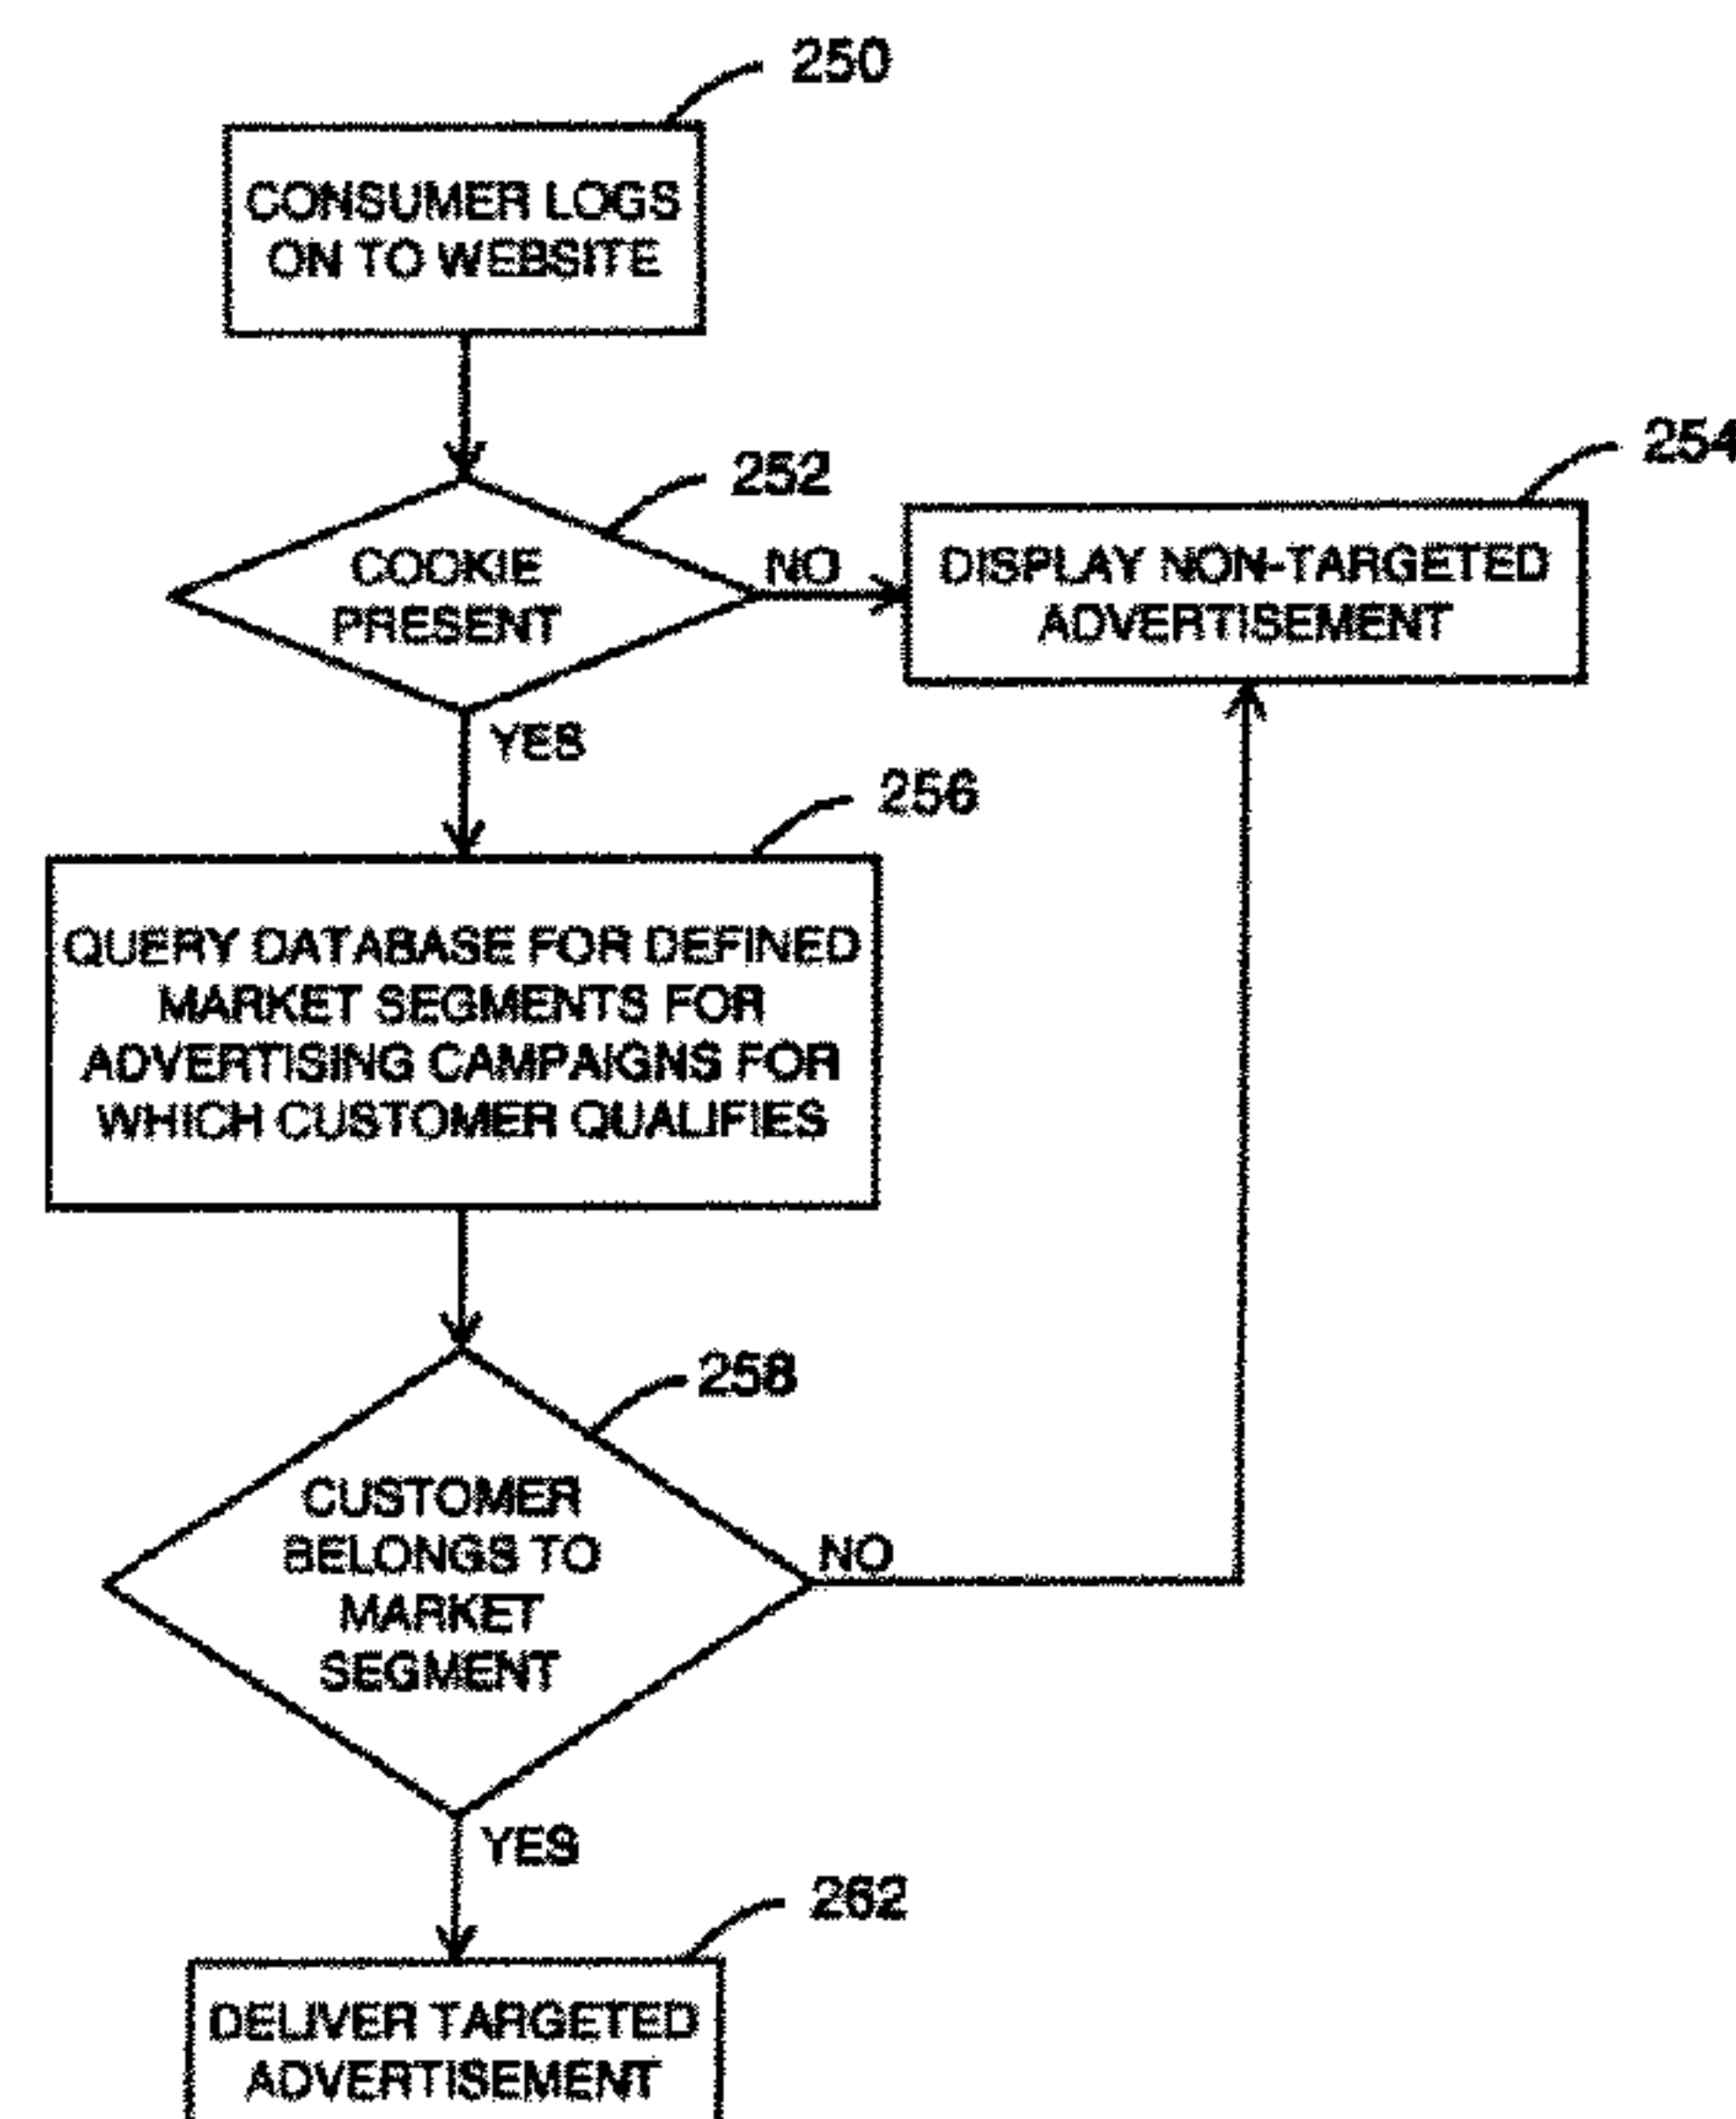 250
CONSUMER LOGS
ON TO WEBSITE
252
254
COOKIE
PRESENT
NO
DISPLAY NON-TARGETED
ADVERTISEMENT
YES
256
QUERY DATABASE FOR DEFINED
MARKET SEGMENTS FOR
ADVERTISING CAMPAIGNS FOR
WHICH CUSTOMER QUALIFIES
258
CUSTOMER
BELONGS TO
MARKET
SEGMENT
NO
YES
262
DELIVER TARGETED
ADVERTISEMENT